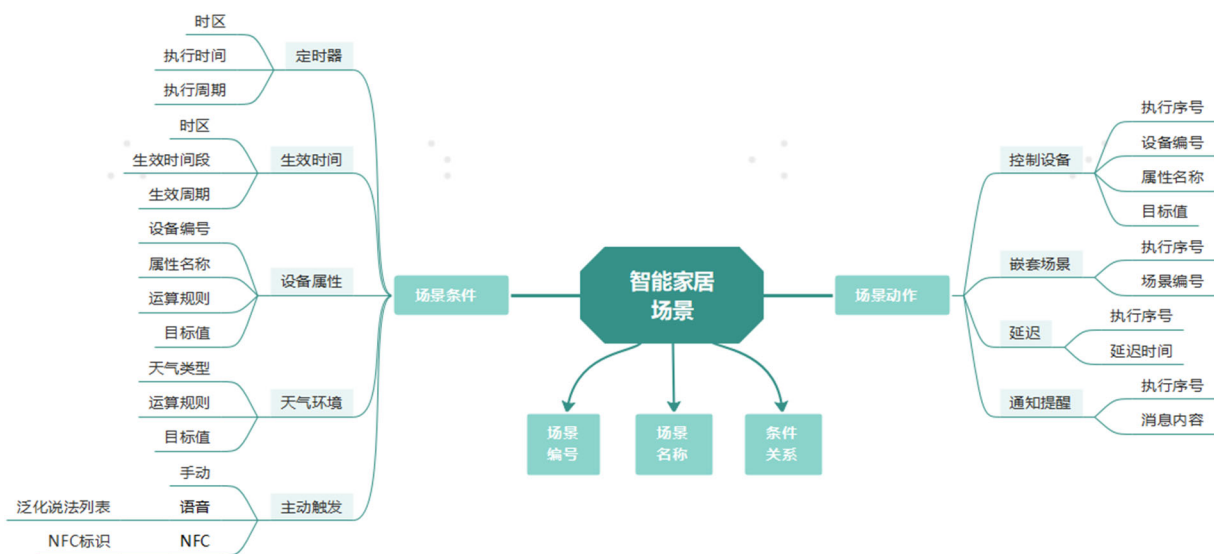 时区
执行时间
定时器
执行周期
时区
生效时间段
生效时间
生效周期
设备编号
属性名称
设备属性
运算规则
目标值
天气类型
运算规则
天气环境
目标值
手动
泛化说法列表
语音
主动触发
NFC标识
NFC
场景条件
智能家居
场景
场景
编号
场景
名称
条件
关系
场景动作
控制设备
执行序号
设备编号
属性名称
目标值
嵌套场景
执行序号
场景编号
延迟
执行序号
延迟时间
通知提醒
执行序号
消息内容